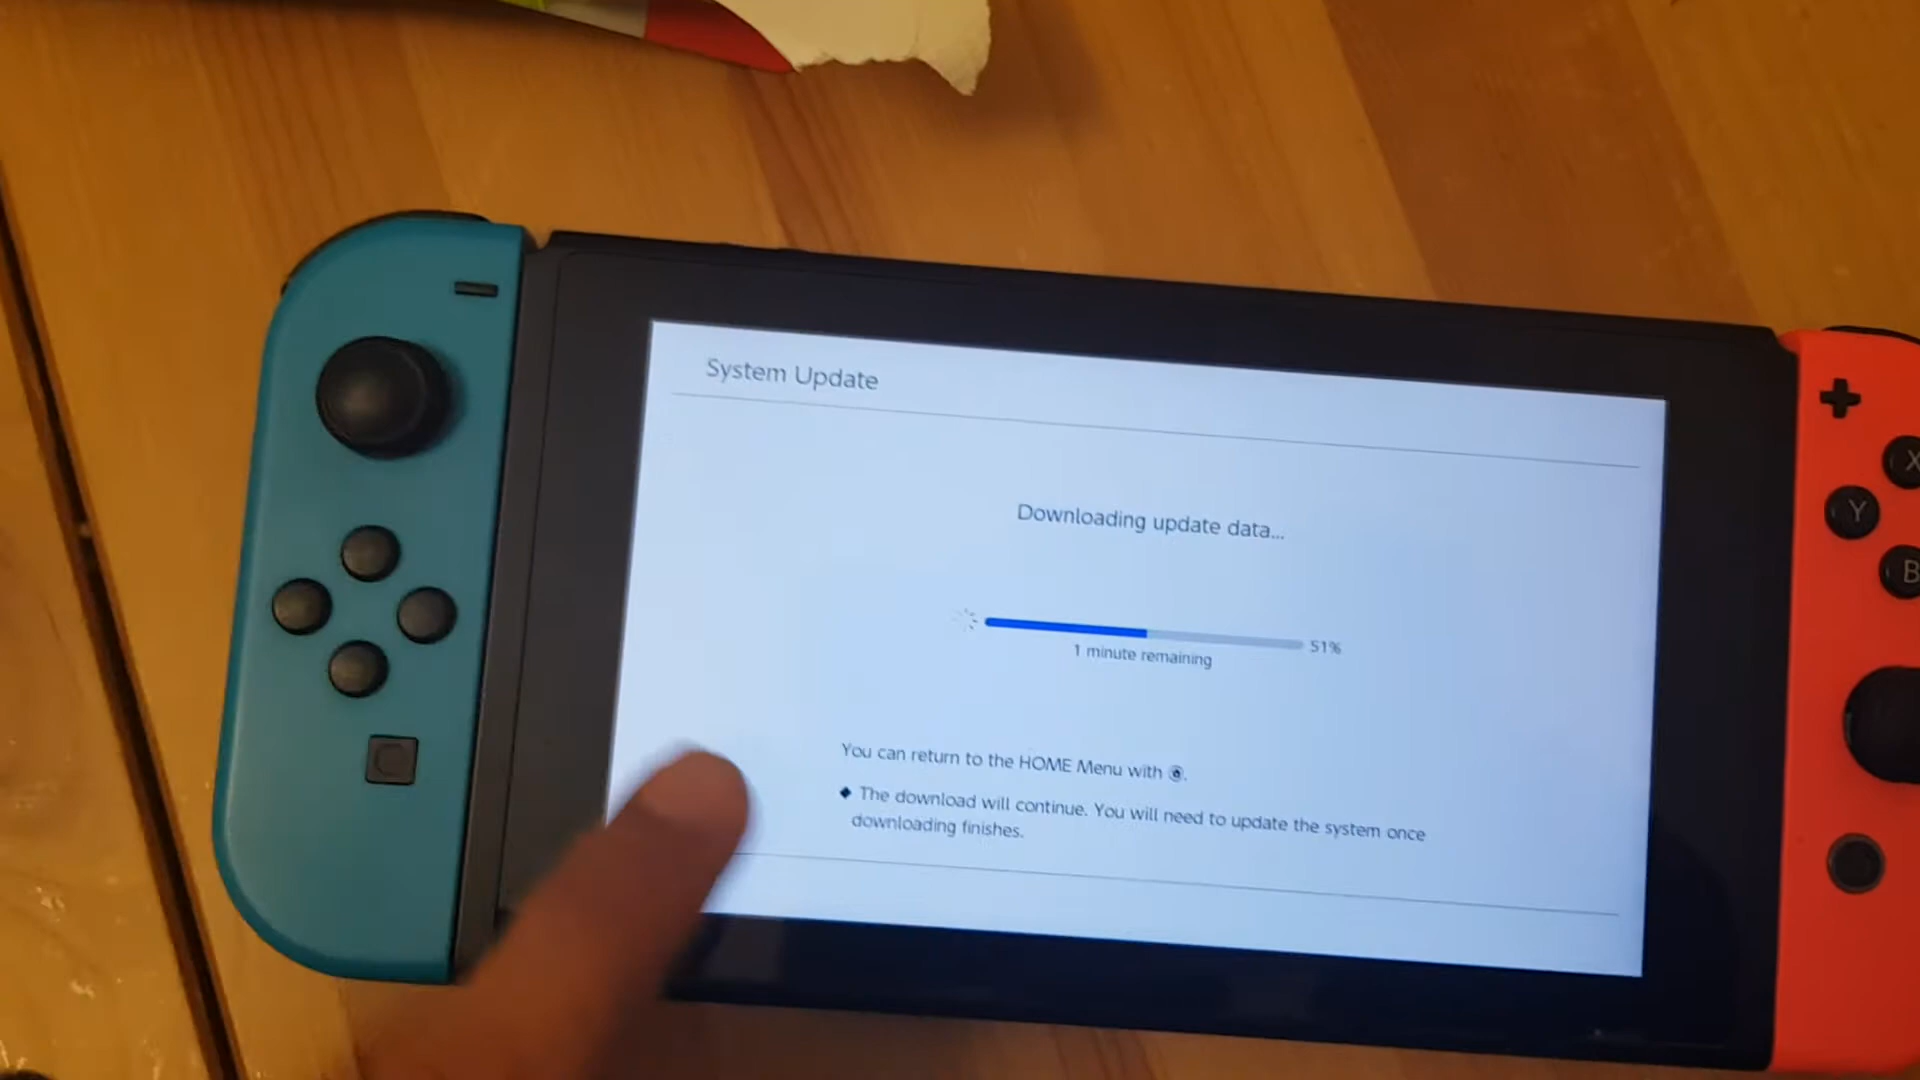 System Update
Downloading update data...
51%
1 minute remaining
You can return to the HOME Menu with .
◆ The download will continue. You will need to update the system once
downloading finishes.
X
Y
B